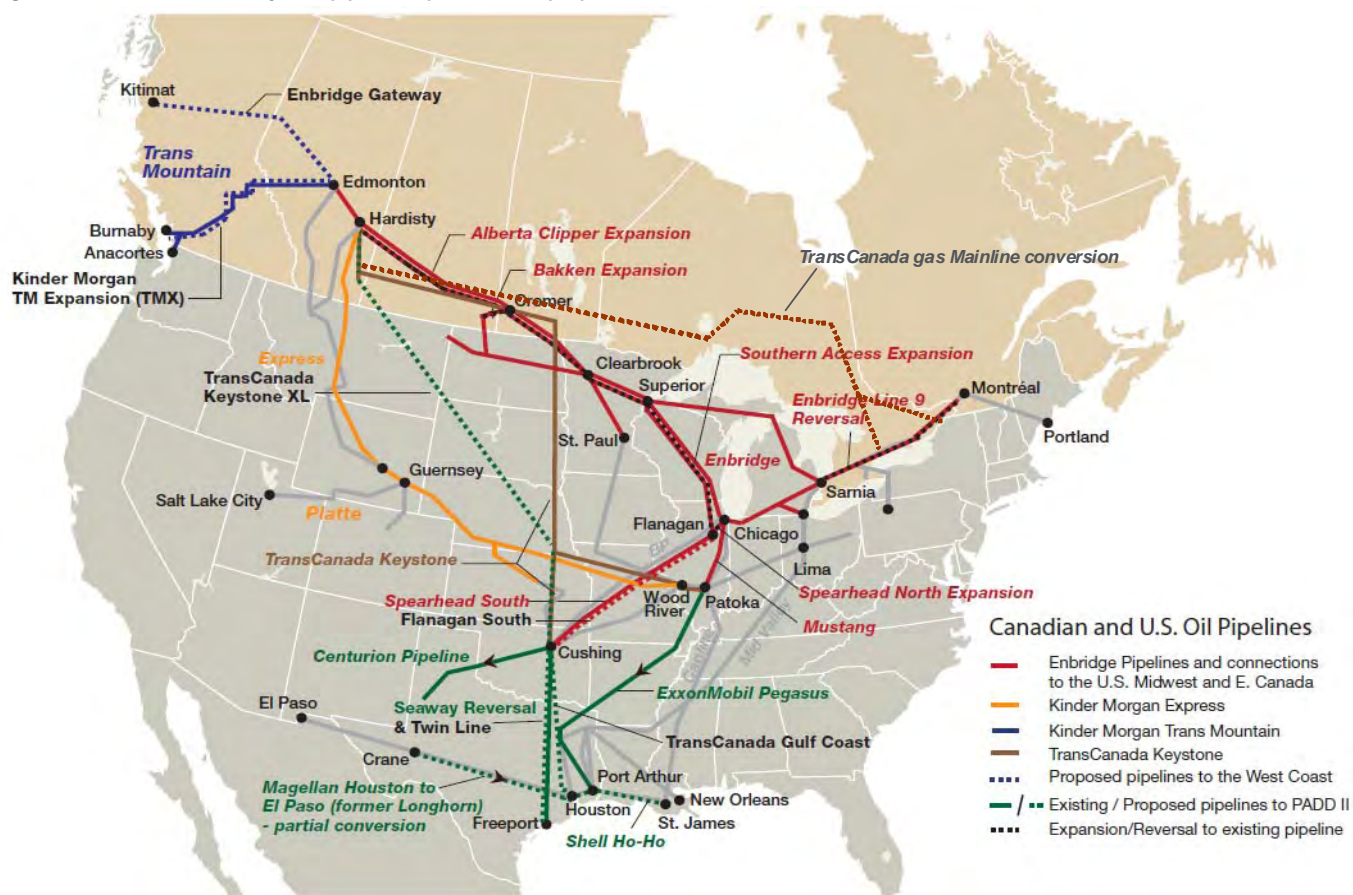 Kitimat
Enbridge Gateway
Trans
Mountain
Edmonton
Hardisty
Burnaby
Anacortes
Alberta Clipper Expansion
Bakken Expansion
TransCanada gas Mainline conversion
Kinder Morgan
TM Expansion (TMX)
Cromer
Express
TransCanada
Keystone XL
Clearbrook
Superior
Southern Access Expansion
Montréal
Enbridge Line 9
Reversal
Portland
St. Paul
Enbridge
Guernsey
Salt Lake City
Platte
Sarnia
Flanagan
Chicago
Lima
TransCanada Keystone
Spearhead South
Flanagan South
Wood
River
Patoka
Spearhead North Expansion
Mustang
Mid Valley
Capline
Centurion Pipeline
Cushing
ExxonMobil Pegasus
El Paso
Seaway Reversal
& Twin Line
TransCanada Gulf Coast
Crane
Magellan Houston to
El Paso (former Longhorn)
- partial conversion
Port Arthur
Houston
New Orleans
St. James
Freeport
Shell Ho-Ho
Canadian and U.S. Oil Pipelines
Enbridge Pipelines and connections
to the U.S. Midwest and E. Canada
Kinder Morgan Express
Kinder Morgan Trans Mountain
TransCanada Keystone
Proposed pipelines to the West Coast
Existing / Proposed pipelines to PADD II
Expansion/Reversal to existing pipeline